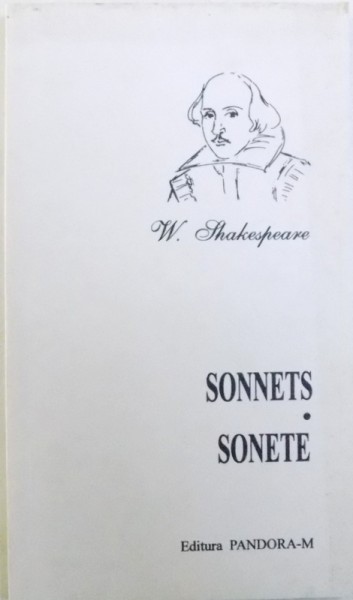 W. Shakespeare
SONNETS
•
SONETE
Editura PANDORA-M